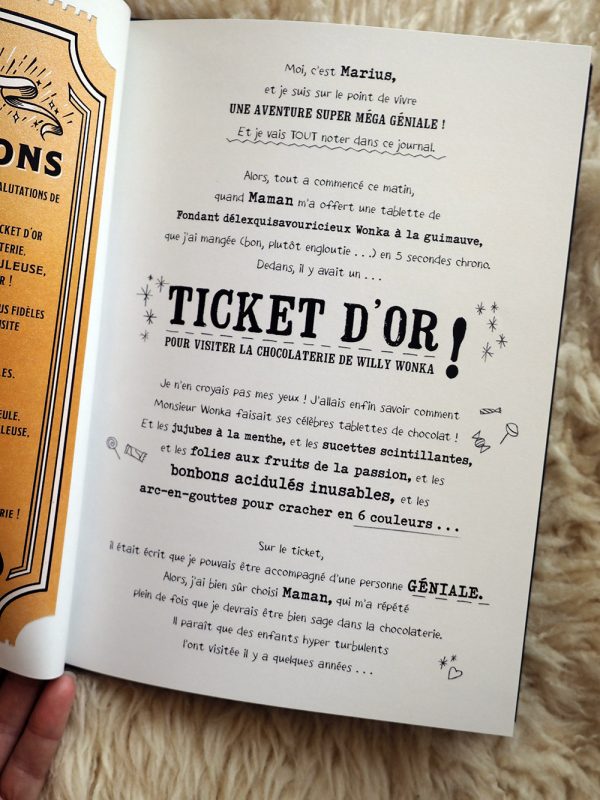 ONS
ALUTATIONS DE
CKET D'OR
ATERIE.
ULEUSE,
R !
US FIDÈLES
ISITE
LES.
EULE.
LEUSE,
ERIE !
Moi, c'est Marius,
et je suis sur le point de vivre
UNE AVENTURE SUPER MÉGA GÉNIALE !
Et je vais TOUT noter dans ce journal.
Alors, tout a commencé ce matin,
quand Maman m'a offert une tablette de
Fondant délexquisavouricieux Wonka à la guimauve,
que j'ai mangée (bon, plutôt engloutie ...) en 5 secondes chrono.
Dedans, il y avait un ...
TICKET D'OR !
POUR VISITER LA CHOCOLATERIE DE WILLY WONKA
Je n'en croyais pas mes yeux ! J'allais enfin savoir comment
Monsieur Wonka faisait ses célèbres tablettes de chocolat !
Et les jujubes à la menthe, et les sucettes scintillantes,
et les folies aux fruits de la passion, et les
bonbons acidulés inusables, et les
arc-en-gouttes pour cracher en 6 couleurs ...
Sur le ticket,
il était écrit que je pouvais être accompagné d'une personne GÉNIALE.
Alors, j'ai bien sûr choisi Maman, qui m'a répété
plein de fois que je devrais être bien sage dans la chocolaterie.
Il paraît que des enfants hyper turbulents
l'ont visitée il y a quelques années ...